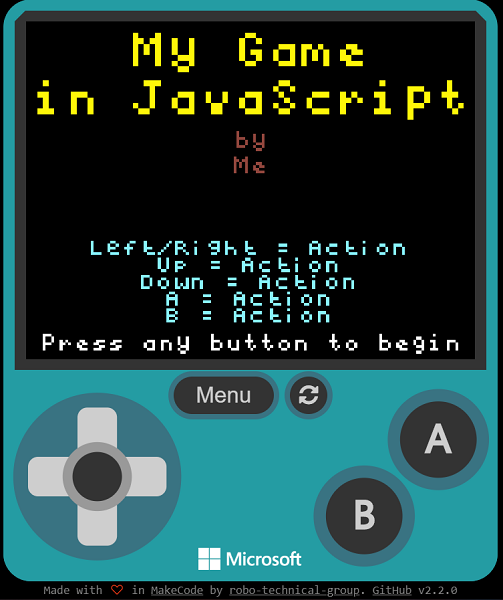 My Game
in JavaScript
by
Me
Left/Right = Action
Up = Action
Down = Action
A = Action
B = Action
Press any button to begin
Menu
A
B
Microsoft
Made with ♡ in MakeCode by robo-technical-group. GitHub v2.2.0